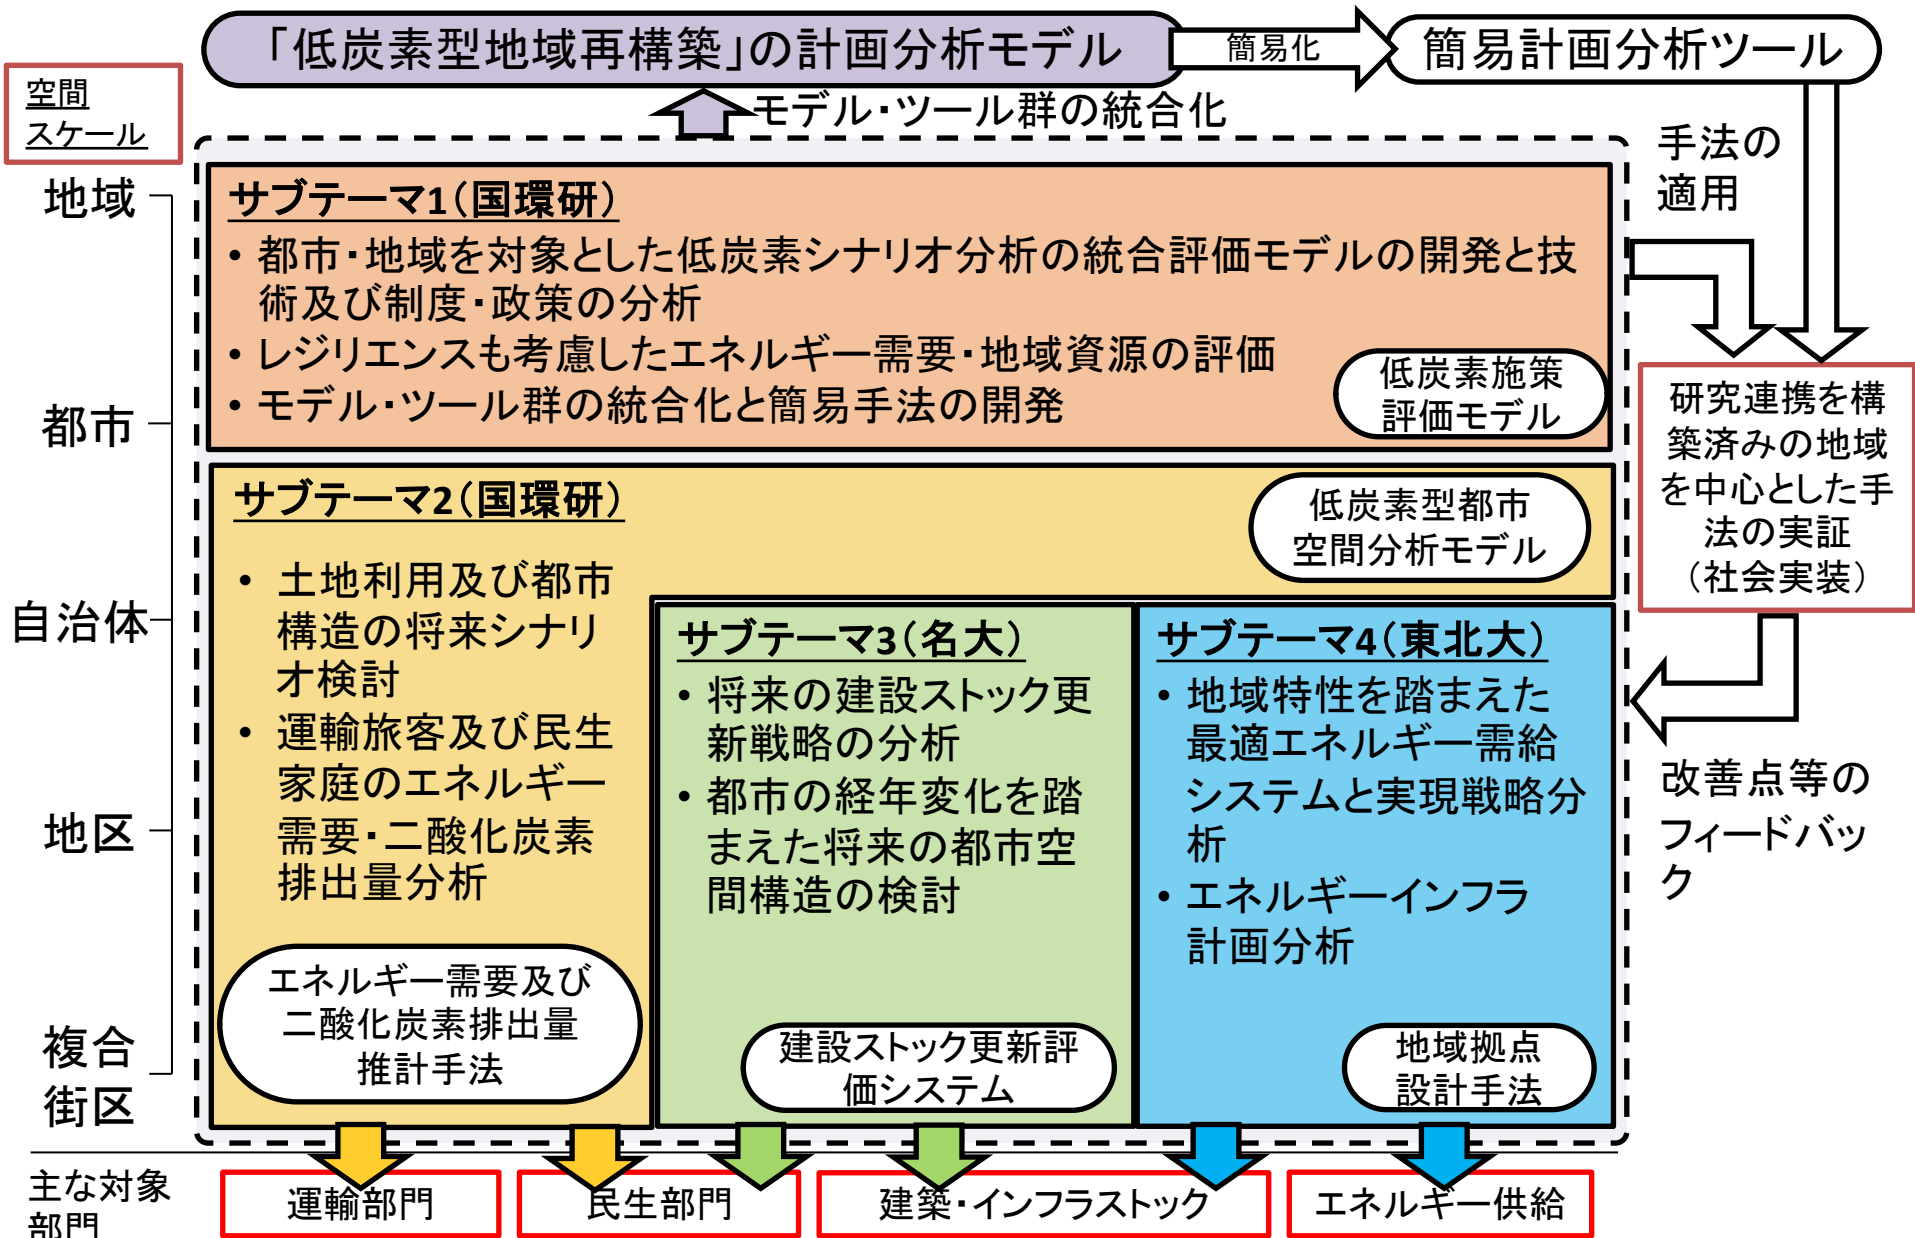 「低炭素型地域再構築」の計画分析モデル
簡易化
簡易計画分析ツール
モデル・ツール群の統合化
空間
スケール
地域
都市
自治体
地区
複合
街区
サブテーマ1（国環研）
• 都市・地域を対象とした低炭素シナリオ分析の統合評価モデルの開発と技
術及び制度・政策の分析
• レジリエンスも考慮したエネルギー需要・地域資源の評価
• モデル・ツール群の統合化と簡易手法の開発
低炭素施策
評価モデル
サブテーマ2（国環研）
低炭素型都市
空間分析モデル
• 土地利用及び都市
構造の将来シナリ
オ検討
• 運輸旅客及び民生
家庭のエネルギー
需要・二酸化炭素
排出量分析
エネルギー需要及び
二酸化炭素排出量
推計手法
サブテーマ3（名大）
• 将来の建設ストック更
新戦略の分析
• 都市の経年変化を踏
まえた将来の都市空
間構造の検討
建設ストック更新評
価システム
サブテーマ4（東北大）
• 地域特性を踏まえた
最適エネルギー需給
システムと実現戦略分
析
• エネルギーインフラ
計画分析
地域拠点
設計手法
手法の
適用
研究連携を構
築済みの地域
を中心とした手
法の実証
（社会実装）
改善点等の
フィードバッ
ク
主な対象
部門
運輸部門
民生部門
建築・インフラストック
エネルギー供給